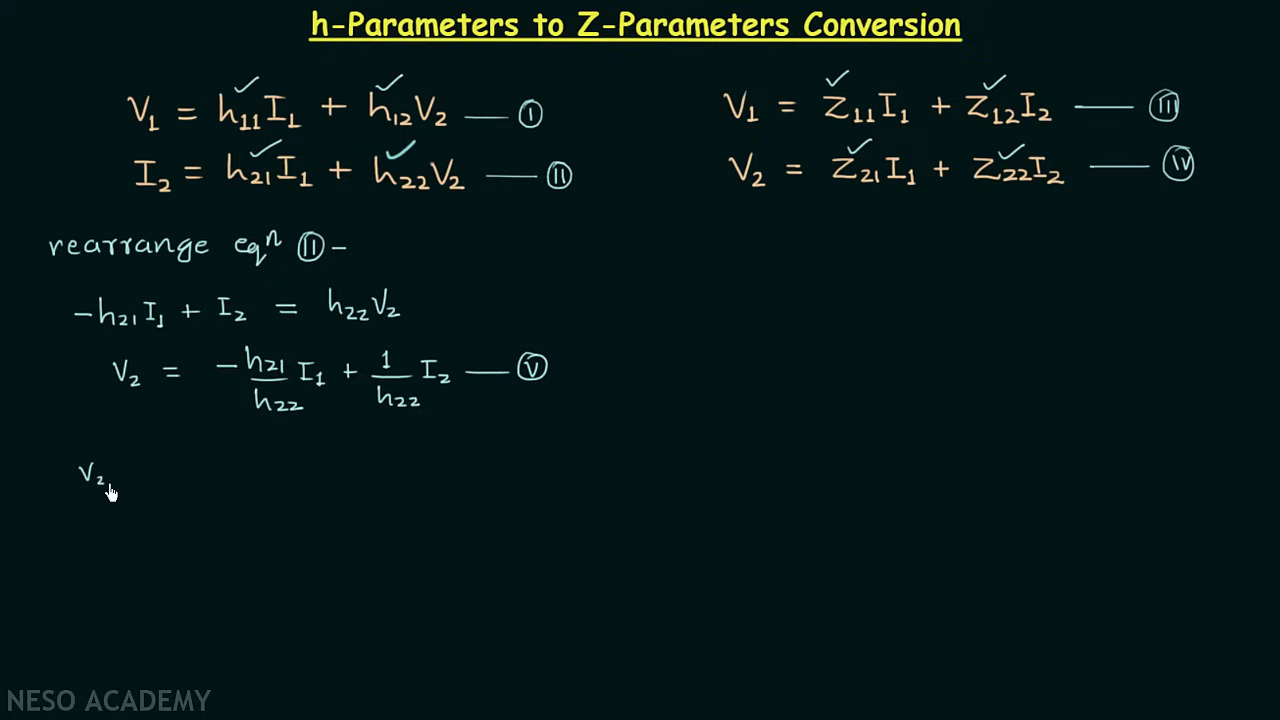 h-Parameters to Z-Parameters Conversion
V₁ = h₁₁I₁ + h₁₂V₂ — Ⓘ
I₂ = h₂₁I₁ + h₂₂V₂ — Ⓘⓘ
V₁ = Z₁₁I₁ + Z₁₂I₂ — (III)
V₂ = Z₂₁I₁ + Z₂₂I₂ — (IV)
rearrange eqⁿ (II) –
-h₂₁I₁ + I₂ = h₂₂V₂
V₂ = -h₂₁/h₂₂ I₁ + 1/h₂₂ I₂ — (V)
V₂
NESO ACADEMY